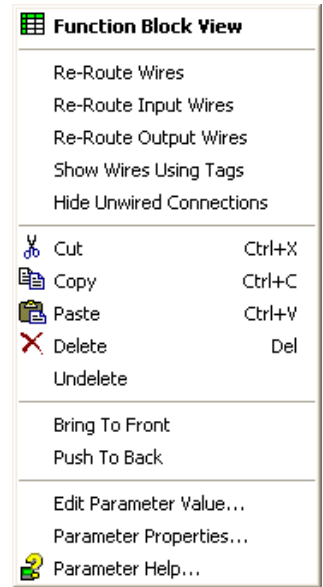 Function Block View
Re-Route Wires
Re-Route Input Wires
Re-Route Output Wires
Show Wires Using Tags
Hide Unwired Connections
Cut Ctrl+X
Copy Ctrl+C
Paste Ctrl+V
Delete Del
Undelete
Bring To Front
Push To Back
Edit Parameter Value...
Parameter Properties...
Parameter Help...